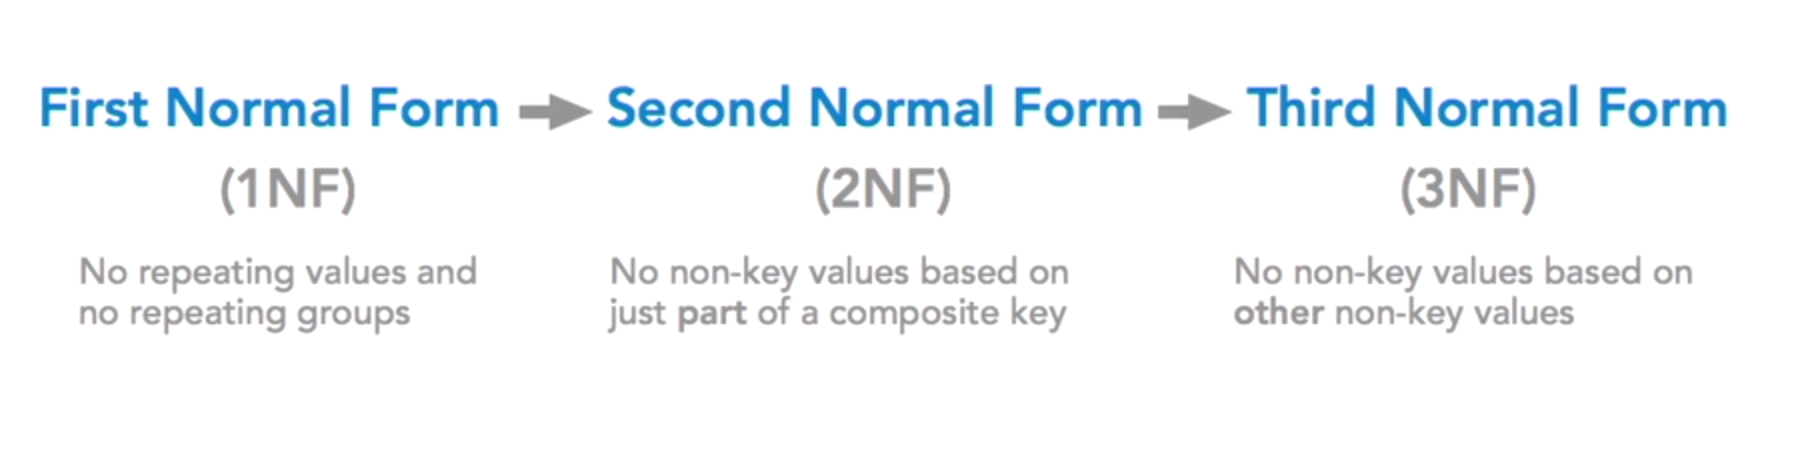 First Normal Form Second Normal Form Third Normal Form
(1NF) (2NF) (3NF)
No repeating values and
no repeating groups
No non-key values based on
just part of a composite key
No non-key values based on
other non-key values